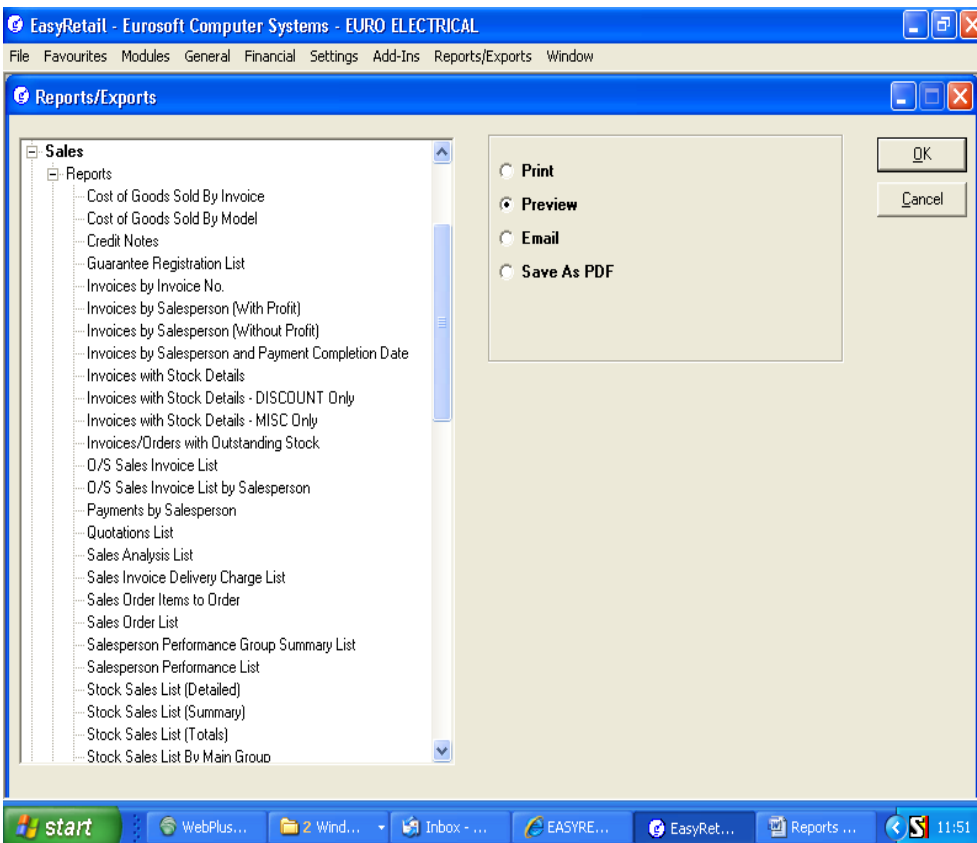 EasyRetail - Eurosoft Computer Systems - EURO ELECTRICAL
File Favourites Modules General Financial Settings Add-Ins Reports/Exports Window
Reports/Exports
Sales
Reports
Cost of Goods Sold By Invoice
Cost of Goods Sold By Model
Credit Notes
Guarantee Registration List
Invoices by Invoice No.
Invoices by Salesperson (With Profit)
Invoices by Salesperson (Without Profit)
Invoices by Salesperson and Payment Completion Date
Invoices with Stock Details
Invoices with Stock Details - DISCOUNT Only
Invoices with Stock Details - MISC Only
Invoices/Orders with Outstanding Stock
O/S Sales Invoice List
O/S Sales Invoice List by Salesperson
Payments by Salesperson
Quotations List
Sales Analysis List
Sales Invoice Delivery Charge List
Sales Order Items to Order
Sales Order List
Salesperson Performance Group Summary List
Salesperson Performance List
Stock Sales List (Detailed)
Stock Sales List (Summary)
Stock Sales List (Totals)
Stock Sales List By Main Group
Print
Preview
Email
Save As PDF
OK
Cancel
start WebPlus... 2 Wind... Inbox - ... EASYRE... EasyRet... Reports ... S 11:51